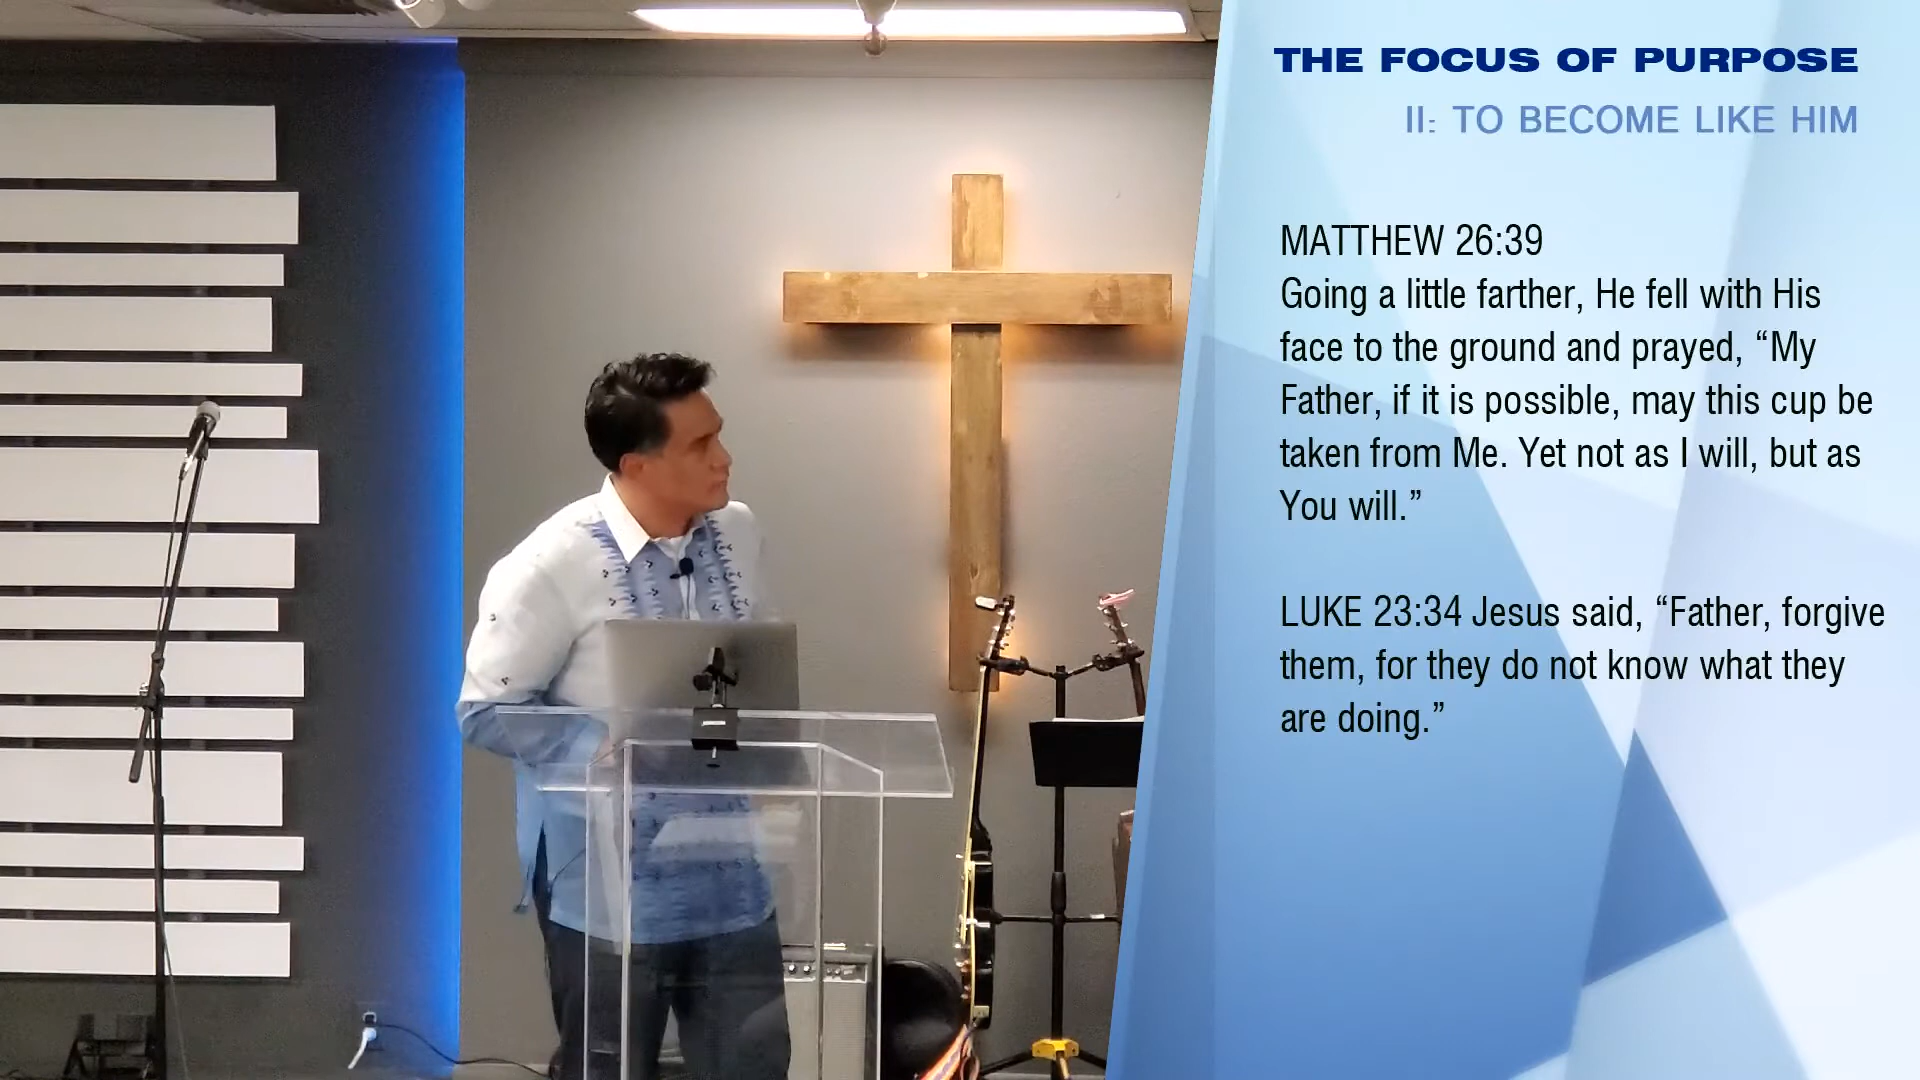 THE FOCUS OF PURPOSE
II: TO BECOME LIKE HIM
MATTHEW 26:39
Going a little farther, He fell with His
face to the ground and prayed, “My
Father, if it is possible, may this cup be
taken from Me. Yet not as I will, but as
You will.”
LUKE 23:34 Jesus said, “Father, forgive
them, for they do not know what they
are doing.”